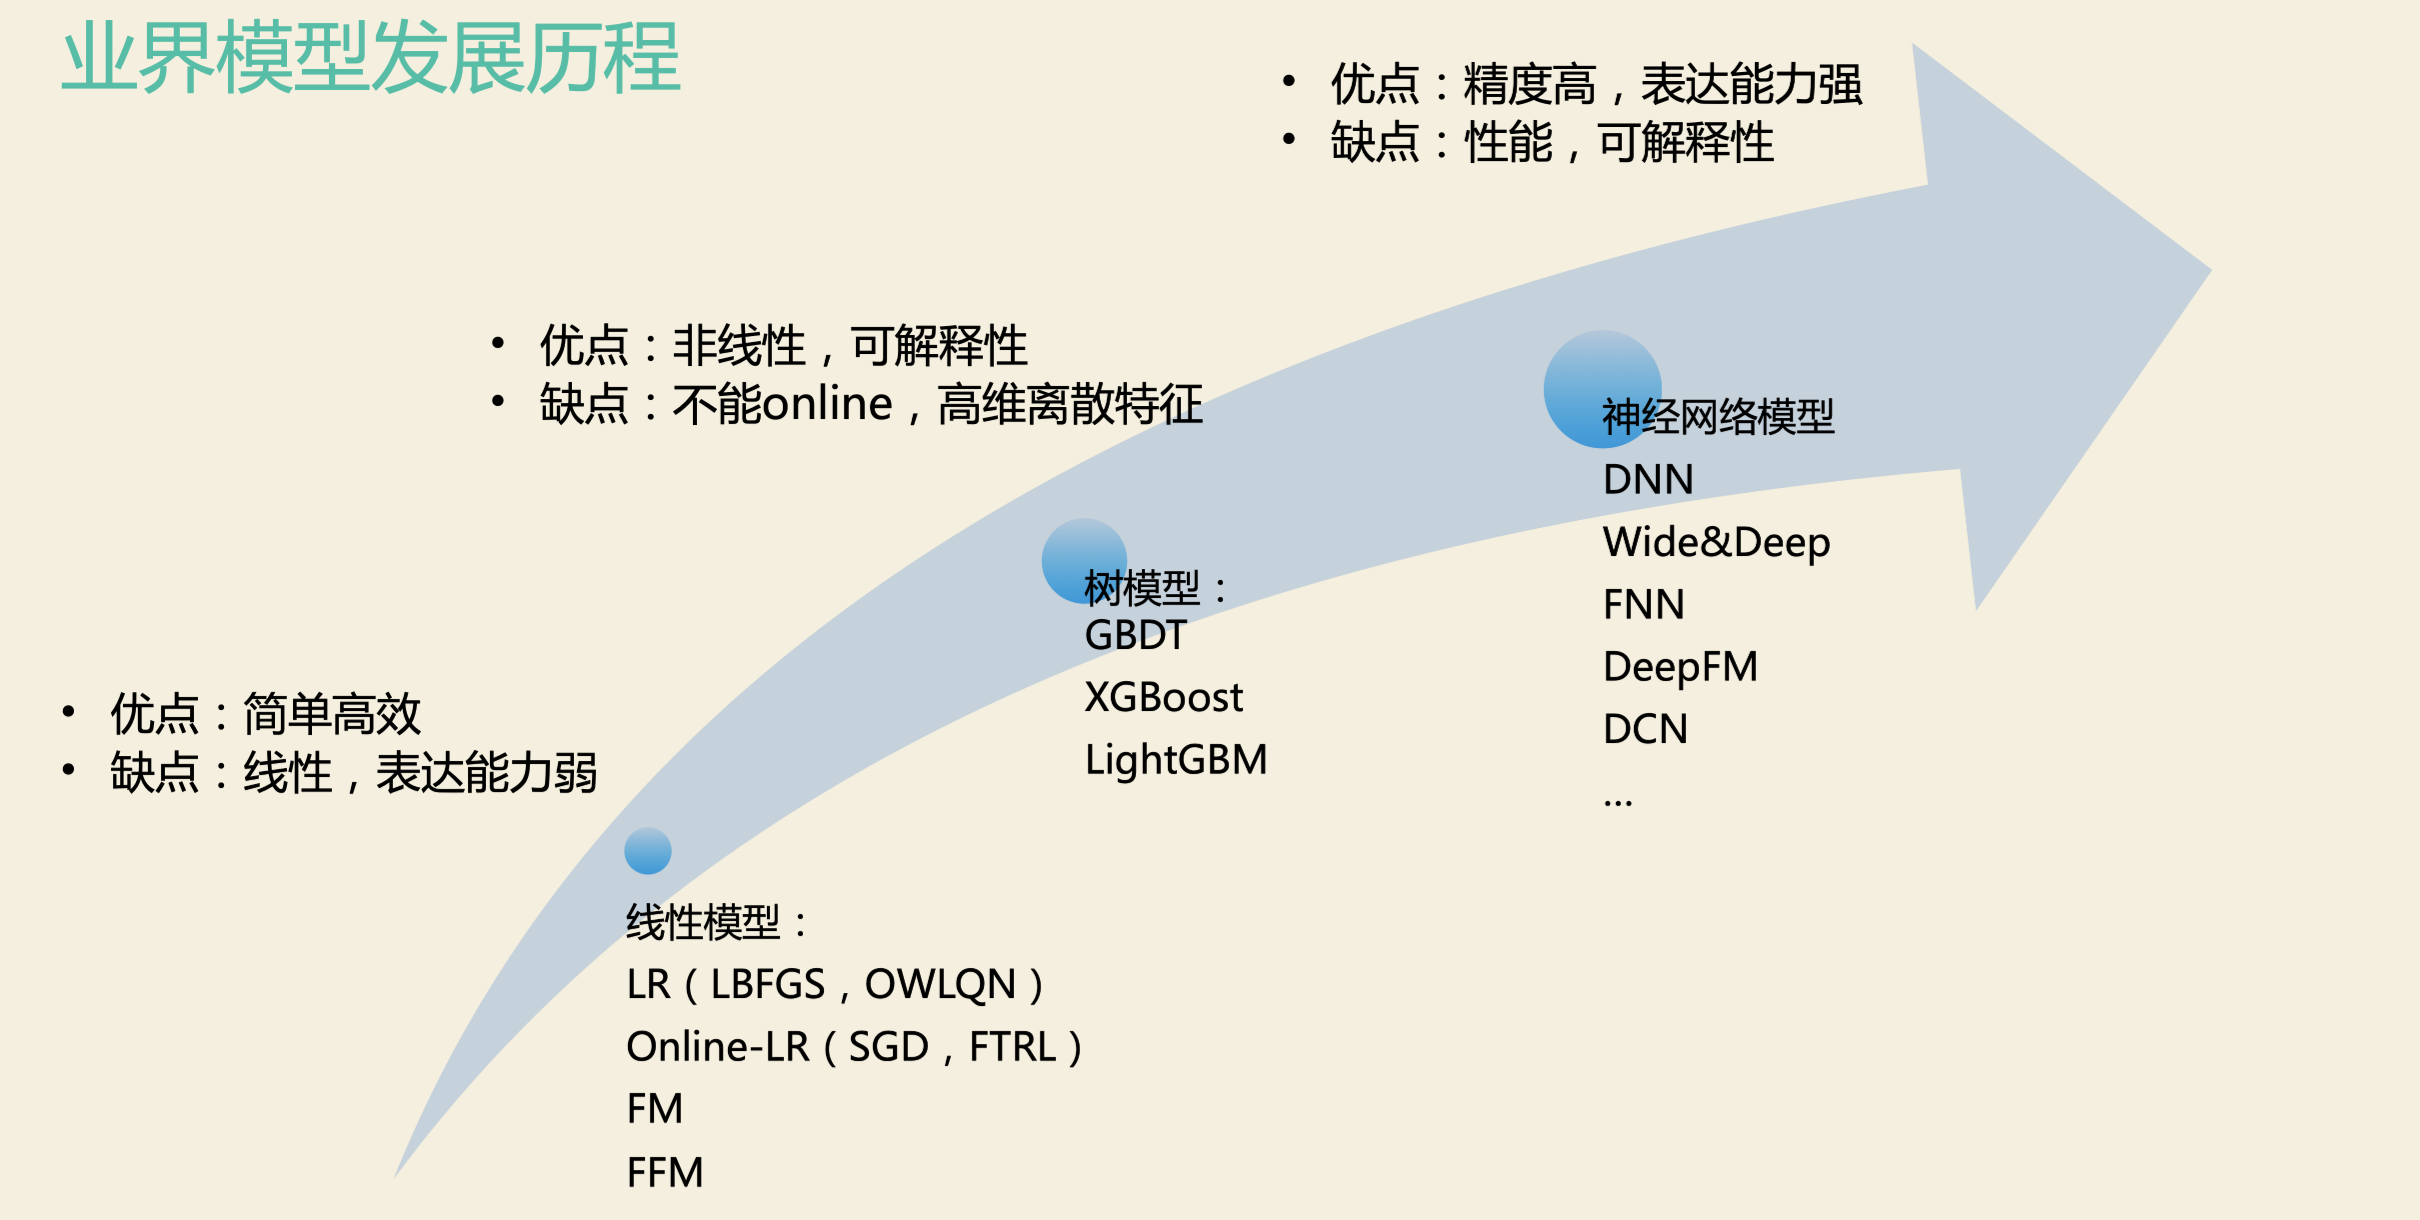 业界模型发展历程
• 优点：精度高，表达能力强
• 缺点：性能，可解释性
• 优点：非线性，可解释性
• 缺点：不能online，高维离散特征
• 优点：简单高效
• 缺点：线性，表达能力弱
线性模型：
LR（LBFGS，OWLQN）
Online-LR（SGD，FTRL）
FM
FFM
树模型：
GBDT
XGBoost
LightGBM
神经网络模型
DNN
Wide&Deep
FNN
DeepFM
DCN
...